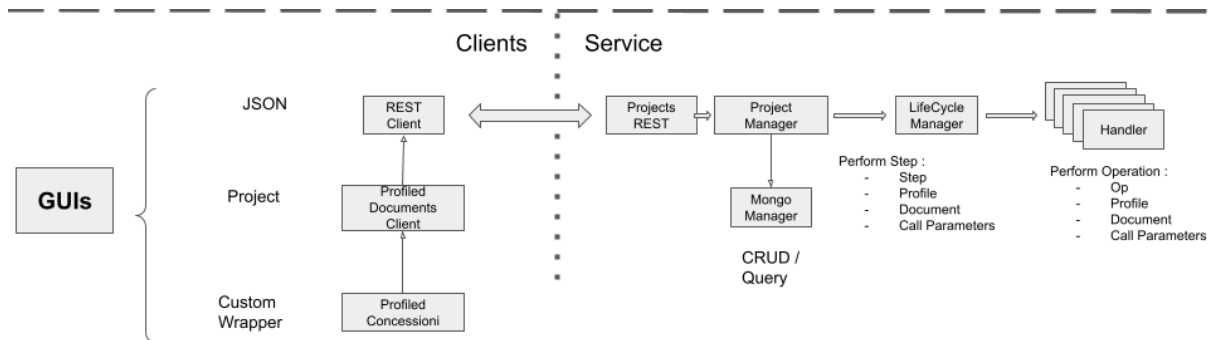 Clients
Service
GUIs
JSON
REST
Client
Project
Profiled
Documents
Client
Custom
Wrapper
Profiled
Concessioni
Projects
REST
Project
Manager
Mongo
Manager
CRUD /
Query
LifeCycle
Manager
Perform Step :
- Step
- Profile
- Document
- Call Parameters
Handler
Perform Operation :
- Op
- Profile
- Document
- Call Parameters